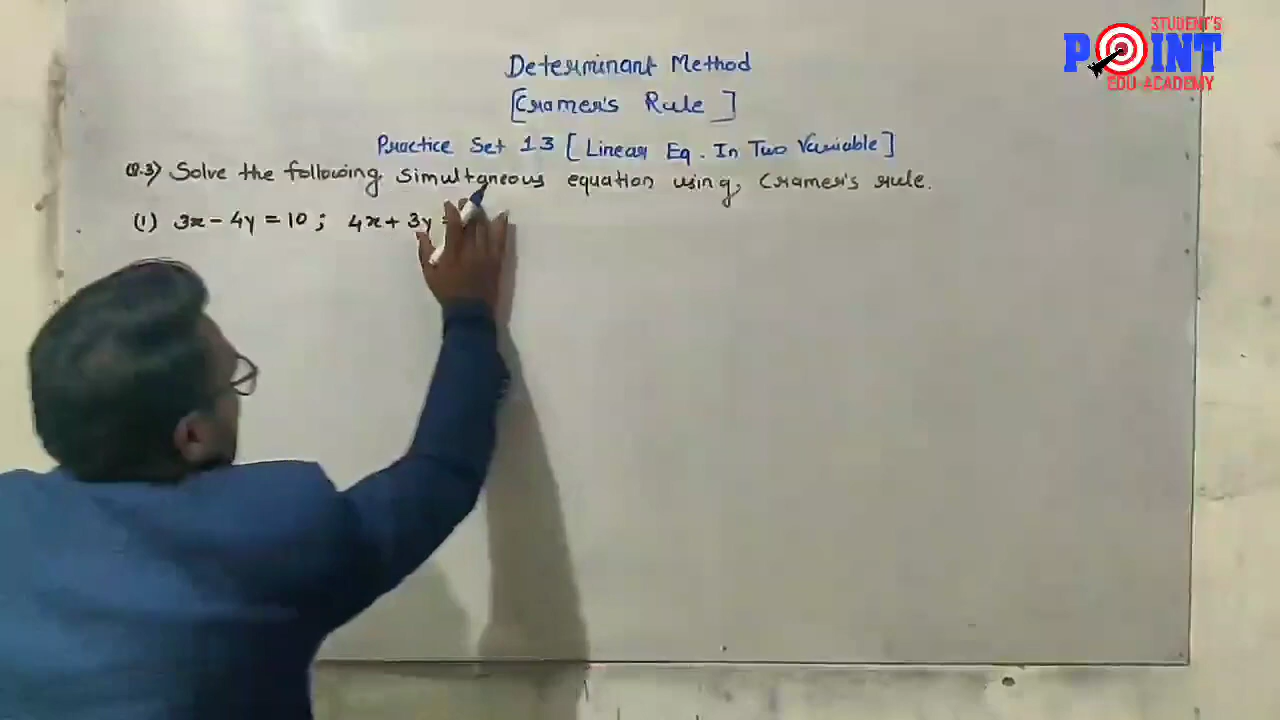 STUDENT'S
POINT
EDU ACADEMY
Determinant Method
[Cramer's Rule]
Practice Set 1.3 [Linear Eq. In Two Variable]
Q.3) Solve the following simultaneous equation using, Cramer's rule.
(1) 3x - 4y = 10 ; 4x + 3y